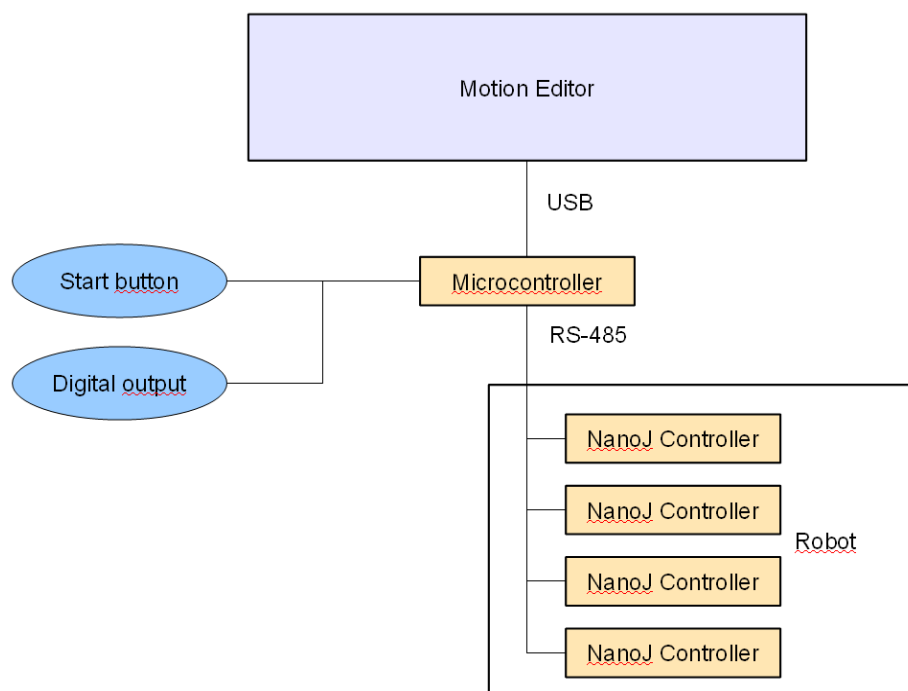 Motion Editor
USB
Start button
Microcontroller
RS-485
Digital output
NanoJ Controller
NanoJ Controller
Robot
NanoJ Controller
NanoJ Controller